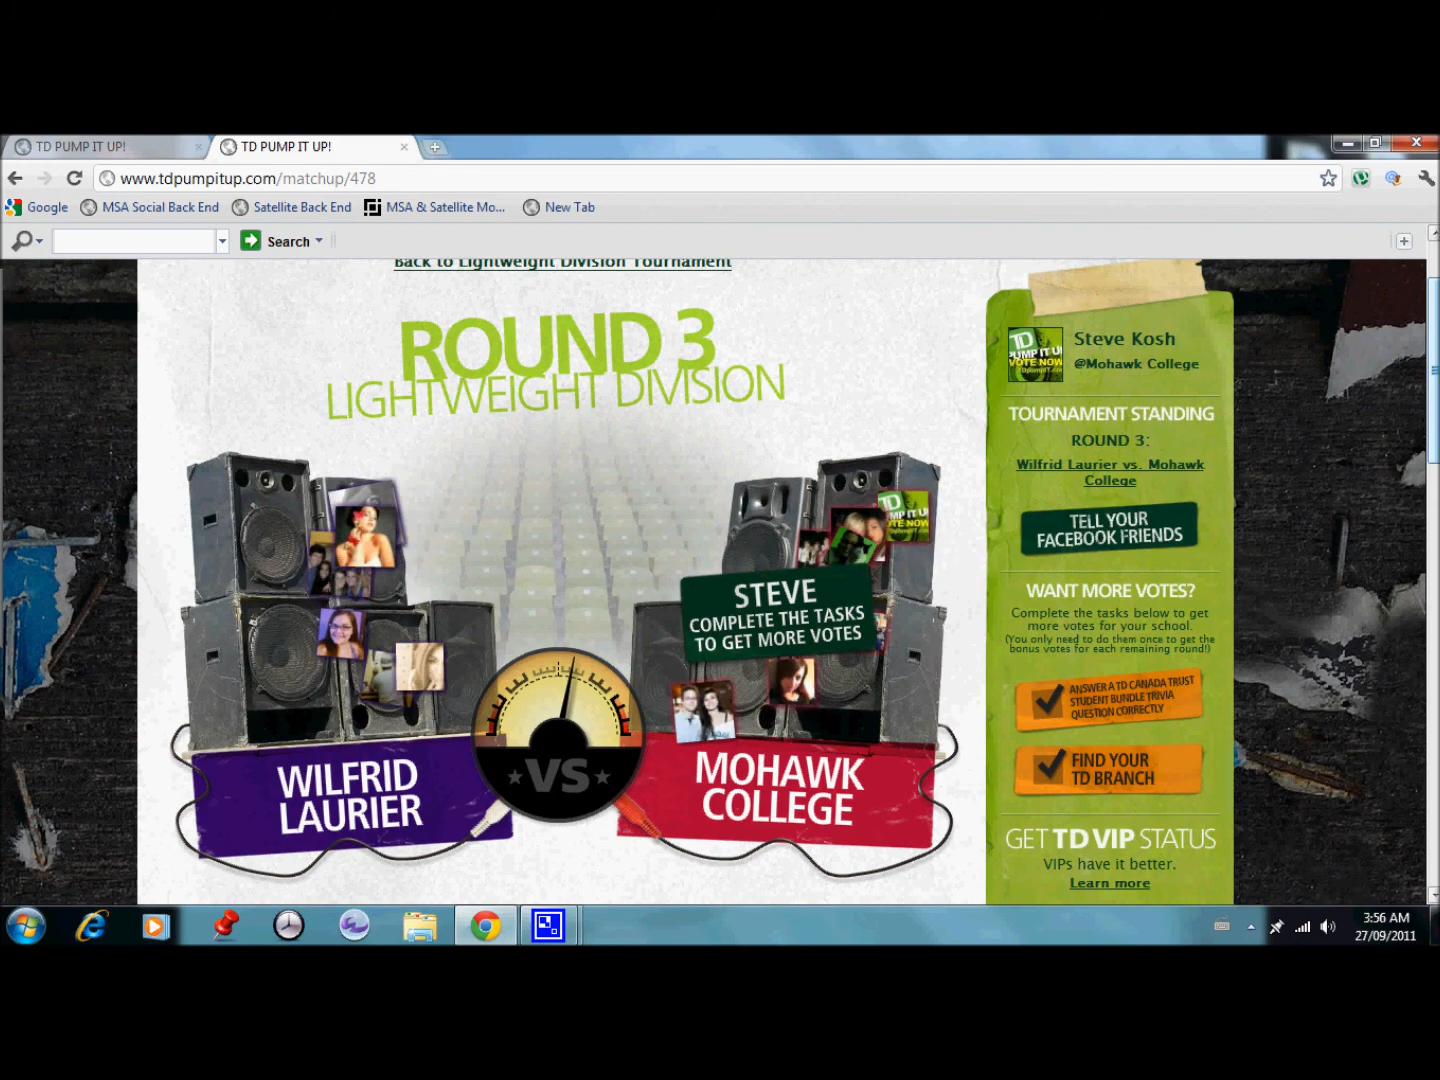 TD PUMP IT UP!
TD PUMP IT UP!
www.tdpumpitup.com/matchup/478
Google
MSA Social Back End
Satellite Back End
MSA & Satellite Mo...
New Tab
Search
Back to Lightweight Division Tournament
ROUND 3
LIGHTWEIGHT DIVISION
STEVE
COMPLETE THE TASKS
TO GET MORE VOTES
WILFRID
LAURIER
VS
MOHAWK
COLLEGE
TD
VOTE NOW
Steve Kosh
@Mohawk College
TOURNAMENT STANDING
ROUND 3:
Wilfrid Laurier vs. Mohawk
College
TELL YOUR
FACEBOOK FRIENDS
WANT MORE VOTES?
Complete the tasks below to get
more votes for your school.
(You only need to do them once to get the
bonus votes for each remaining round!)
ANSWER A TD CANADA TRUST
STUDENT BUNDLE TRIVIA
QUESTION CORRECTLY
FIND YOUR
TD BRANCH
GET TD VIP STATUS
VIPs have it better.
Learn more
3:56 AM
27/09/2011